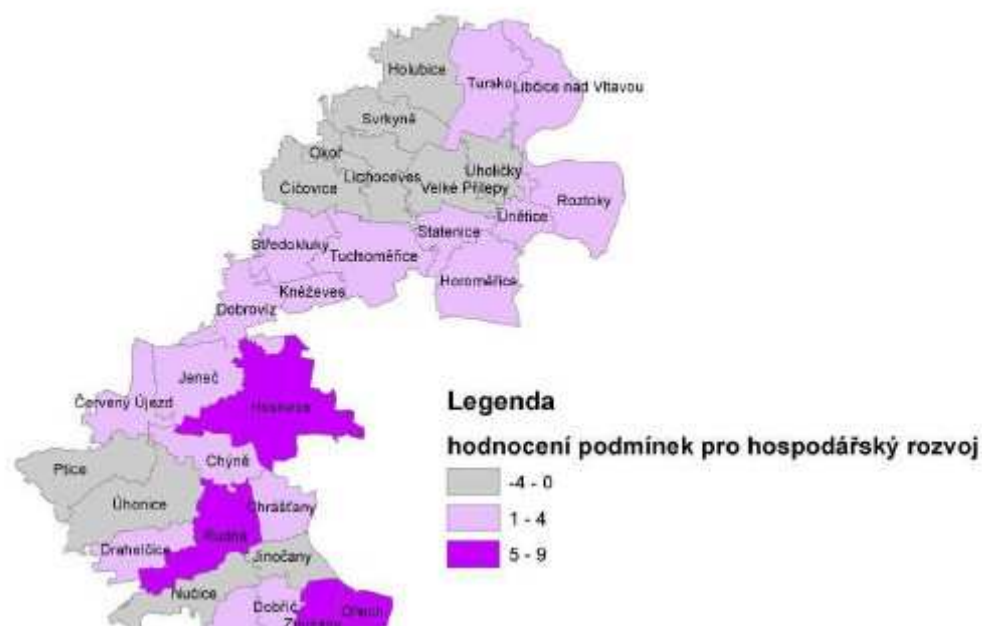 Holubice
Tursko
Libčice nad Vltavou
Svrkyně
Okoř
Lichoceves
Úholičky
Číčovice
Velké Přílepy
Roztoky
Únětice
Statenice
Středokluky
Tuchoměřice
Horoměřice
Kněževes
Dobrovíz
Jeneč
Hostivice
Červený Újezd
Legenda
hodnocení podmínek pro hospodářský rozvoj
Chýně
Ptice
-4 - 0
Úhonice
Chrášťany
1 - 4
Rudná
Drahelčice
Jinočany
5 - 9
Nučice
Dobříč
Ořech